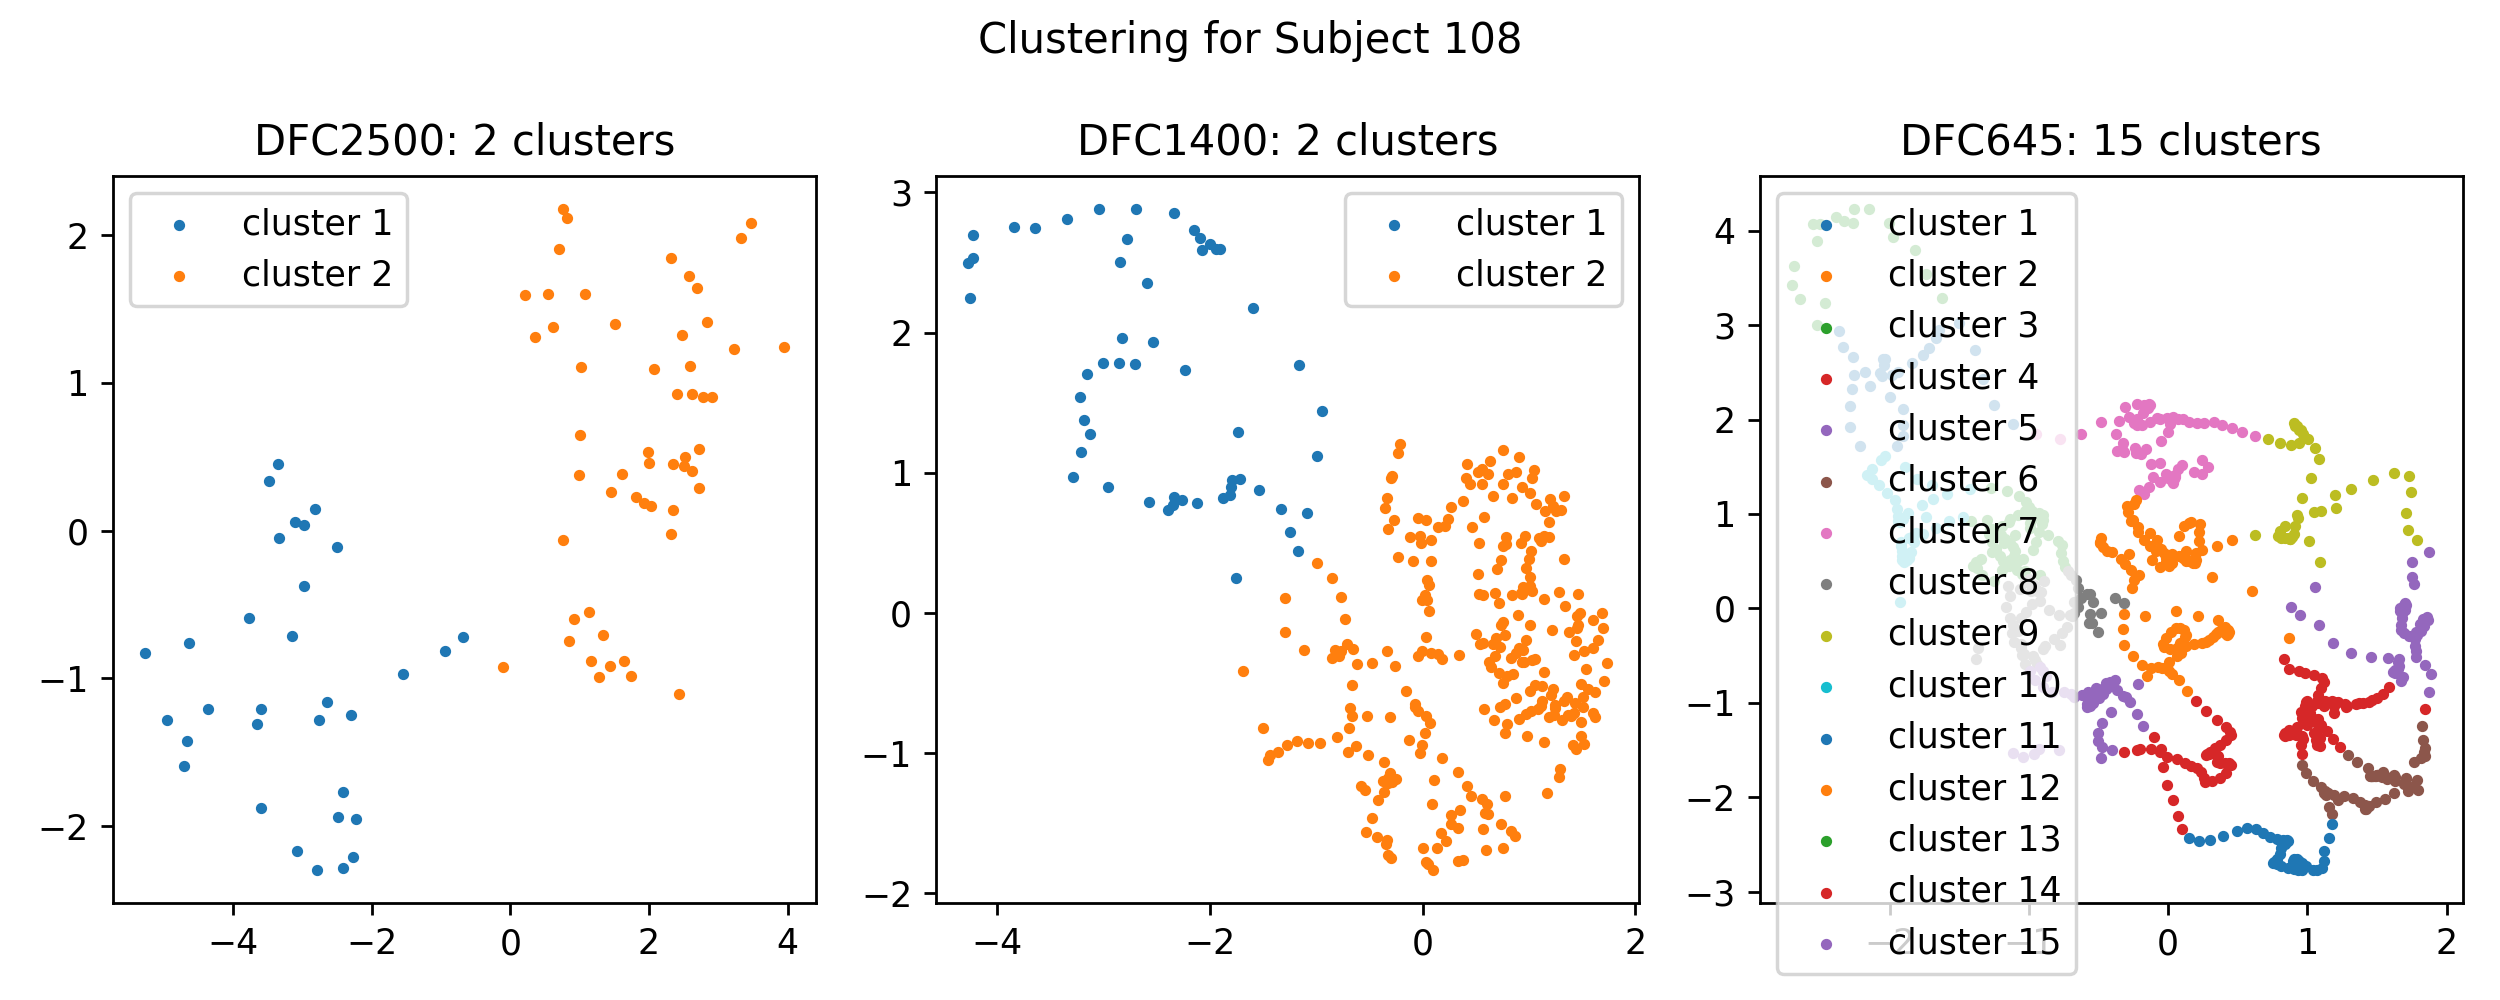 Clustering for Subject 108
DFC2500: 2 clusters
2
1
0
−1
−2
−4
−2
0
2
4
cluster 1
cluster 2
DFC1400: 2 clusters
3
2
1
0
−1
−2
−4
−2
0
2
cluster 1
cluster 2
DFC645: 15 clusters
4
3
2
1
0
−1
−2
−3
−2
−1
0
1
2
cluster 1
cluster 2
cluster 3
cluster 4
cluster 5
cluster 6
cluster 7
cluster 8
cluster 9
cluster 10
cluster 11
cluster 12
cluster 13
cluster 14
cluster 15